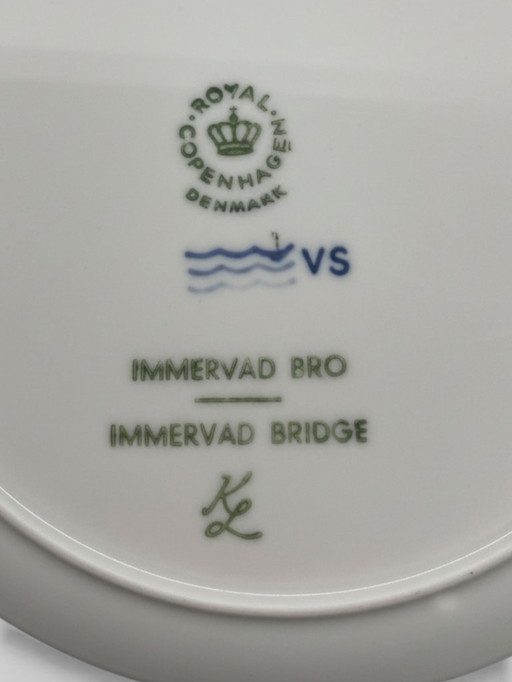 ROYAL COPENHAGEN
DENMARK
VS
IMMERVAD BRO
IMMERVAD BRIDGE
KL